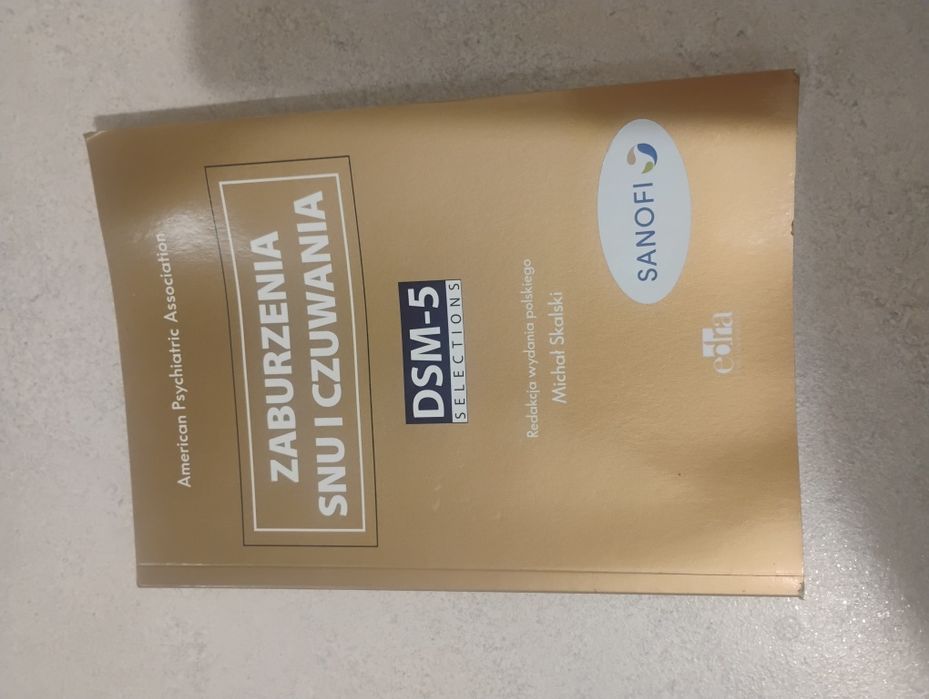 American Psychiatric Association
ZABURZENIA
SNU I CZUWANIA
DSM-5
SELECTIONS
Redakcja wydania polskiego
Michał Skalski
SANOFI
edra